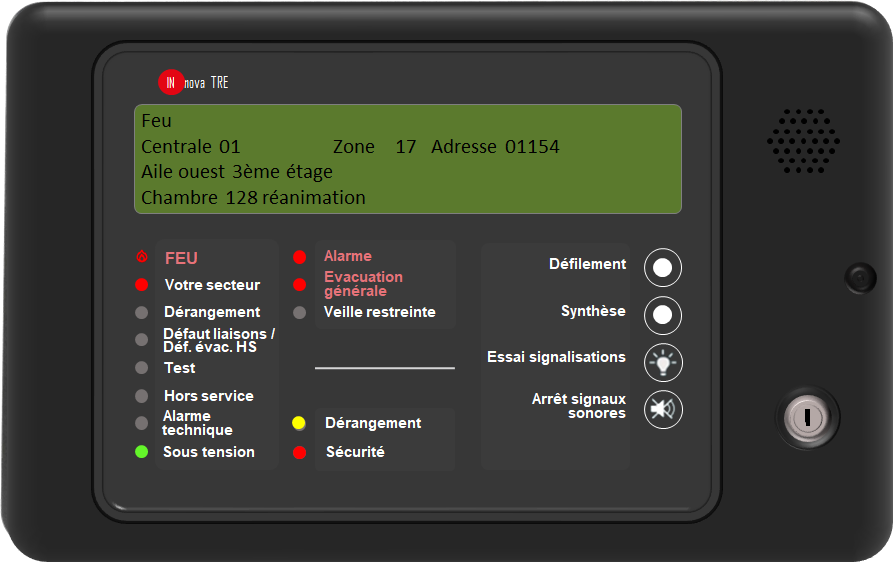 INnova TRE
Feu
Centrale 01 Zone 17 Adresse 01154
Aile ouest 3ème étage
Chambre 128 réanimation
FEU
Votre secteur
Dérangement
Défaut liaisons /
Déf. évac. HS
Test
Hors service
Alarme
technique
Sous tension
Alarme
Evacuation
générale
Veille restreinte
Dérangement
Sécurité
Défilement
Synthèse
Essai signalisations
Arrêt signaux
sonores